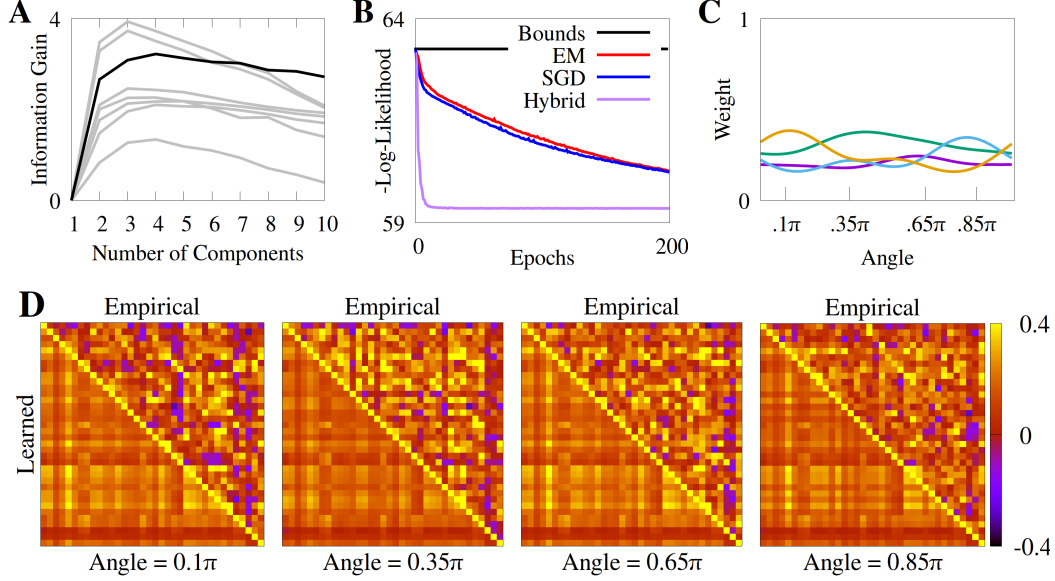 A
4
Information Gain
0
1 2 3 4 5 6 7 8 9 10
Number of Components
B
64
-Log-Likelihood
59
Bounds
EM
SGD
Hybrid
0 200
Epochs
C
1
Weight
0
.1π .35π .65π .85π
Angle
D
Empirical Empirical Empirical Empirical
Learned
0.4
0
-0.4
Angle = 0.1π Angle = 0.35π Angle = 0.65π Angle = 0.85π